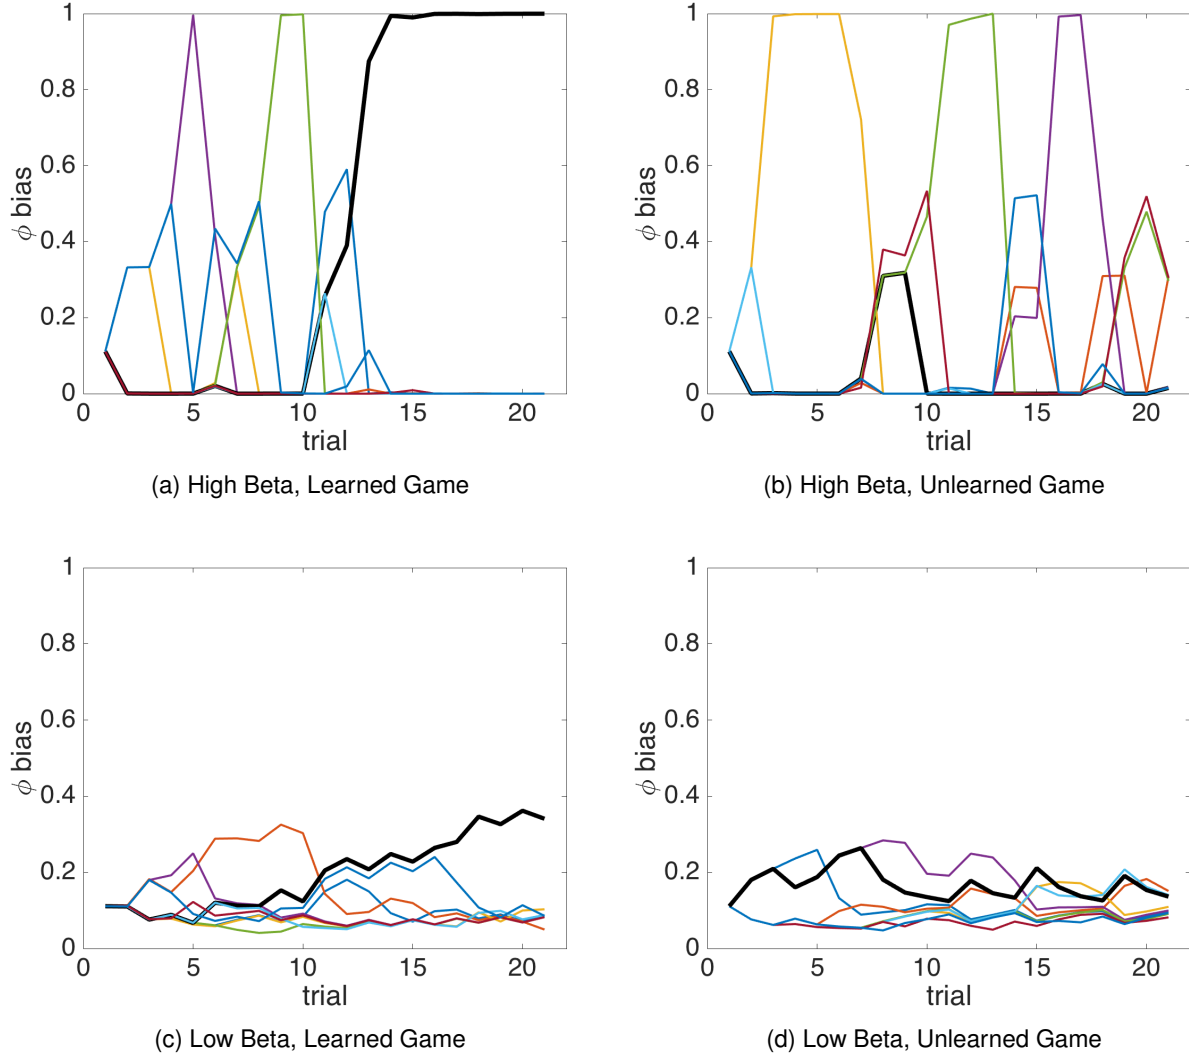 1
0.8
0.6
0.4
0.2
0
ϕ bias
0 5 10 15 20
trial
(a) High Beta, Learned Game
1
0.8
0.6
0.4
0.2
0
ϕ bias
0 5 10 15 20
trial
(b) High Beta, Unlearned Game
1
0.8
0.6
0.4
0.2
0
ϕ bias
0 5 10 15 20
trial
(c) Low Beta, Learned Game
1
0.8
0.6
0.4
0.2
0
ϕ bias
0 5 10 15 20
trial
(d) Low Beta, Unlearned Game